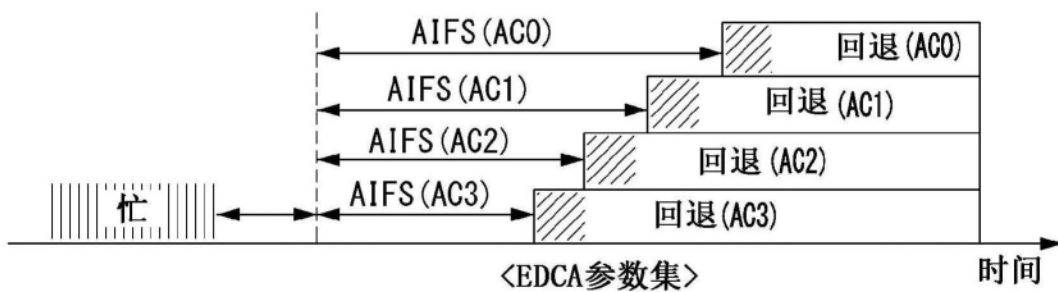 AIFS(AC0)
回退(AC0)
AIFS(AC1)
回退(AC1)
AIFS(AC2)
回退(AC2)
忙
AIFS(AC3)
回退(AC3)
<EDCA参数集>
时间